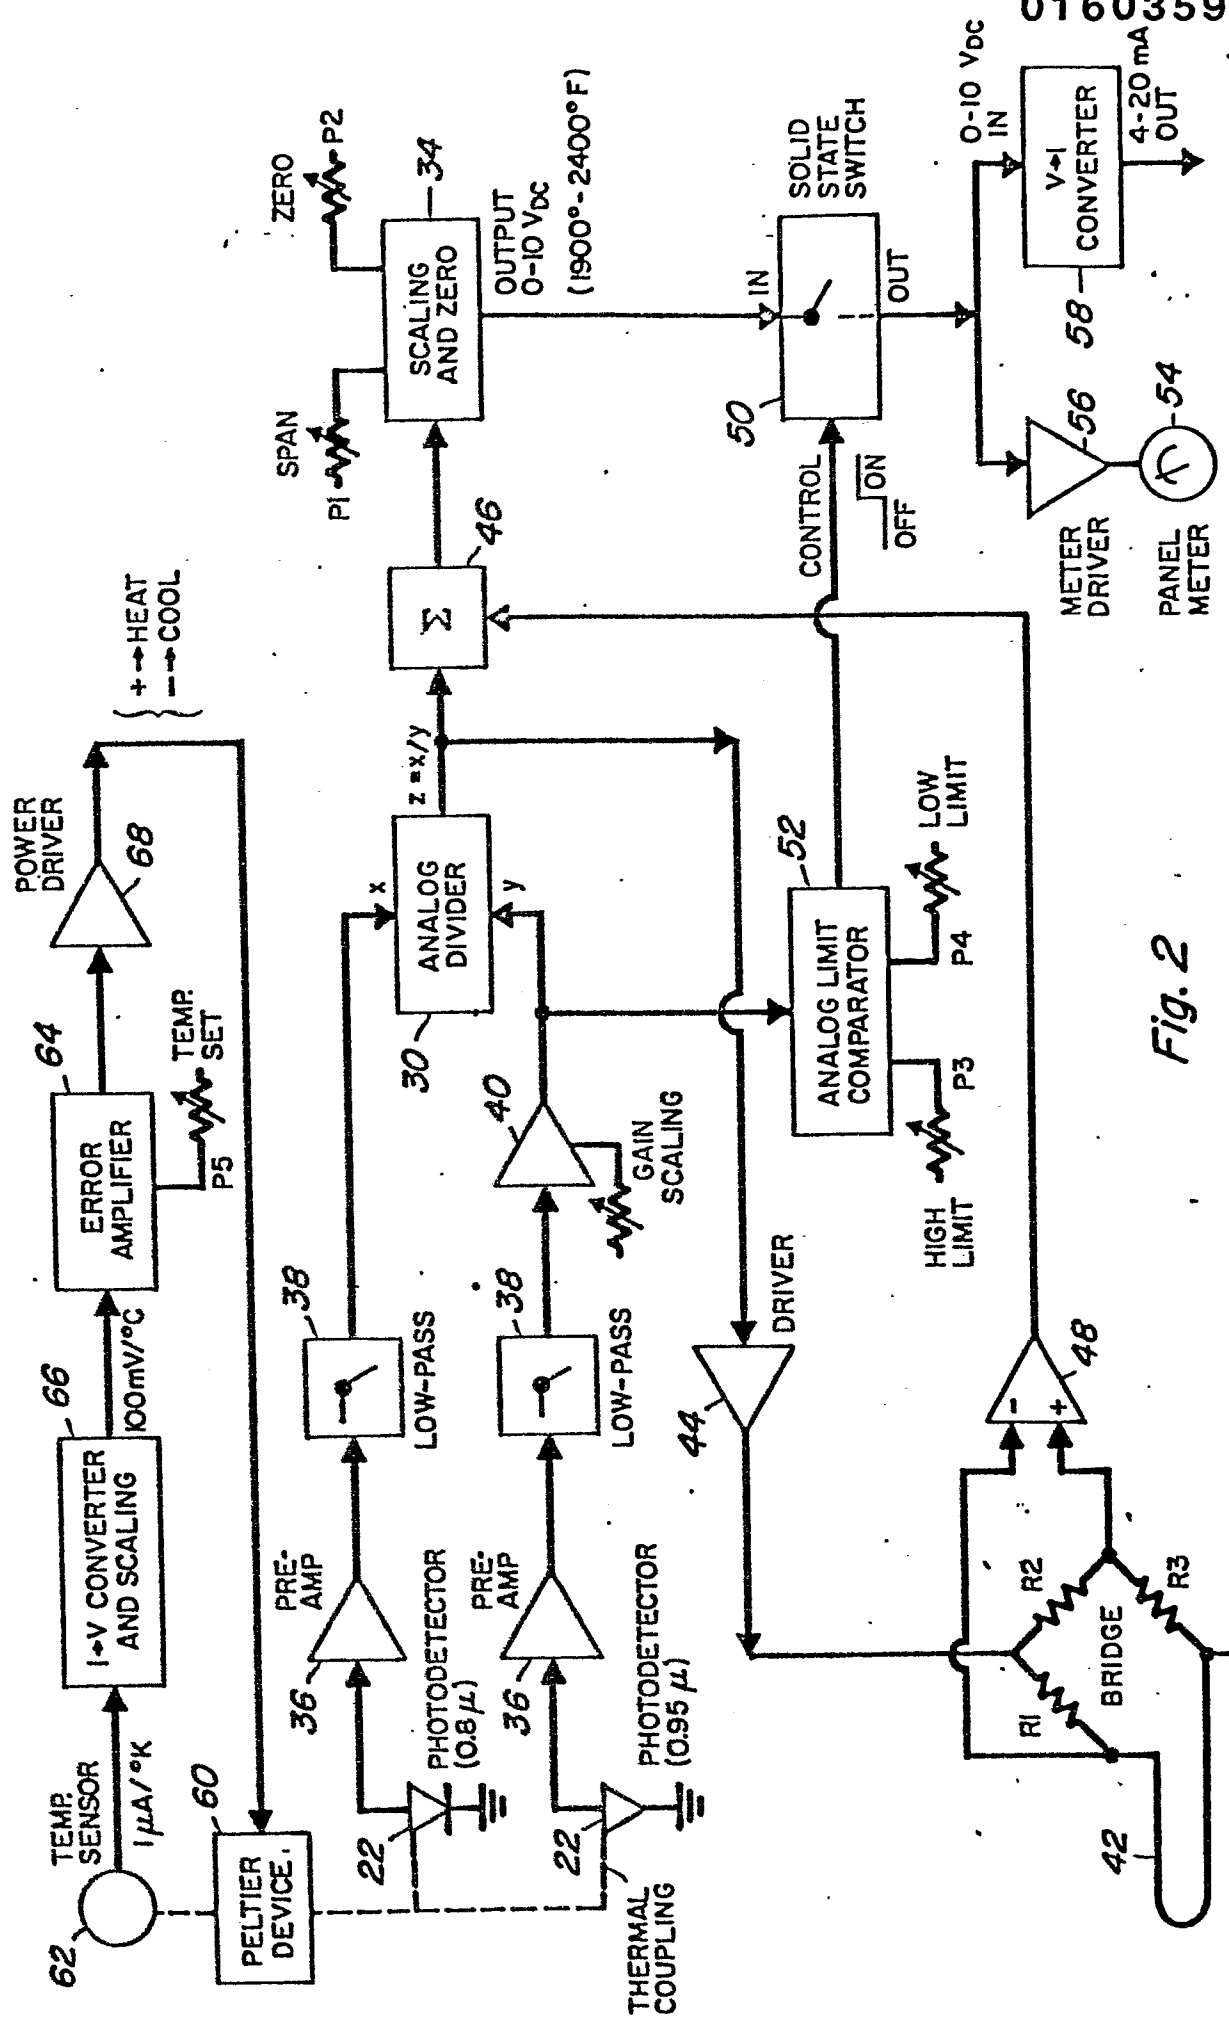 0160359
TEMP.
SENSOR
62
1 μA/°K
I→V CONVERTER
AND SCALING
66
100mV/°C
ERROR
AMPLIFIER
64
P5
TEMP.
SET
POWER
DRIVER
68
+→HEAT
−→COOL
PELTIER
DEVICE.
60
THERMAL
COUPLING
22
PHOTODETECTOR
(0.8 μ)
36
PRE-
AMP
38
LOW-PASS
22
PHOTODETECTOR
(0.95 μ)
36
PRE-
AMP
38
LOW-PASS
40
GAIN
SCALING
x
ANALOG
DIVIDER
y
30
z = x/y
Σ
46
SPAN
P1
ZERO
P2
SCALING
AND ZERO
34
OUTPUT
0-10 VDC
(1900°-2400°F)
44
DRIVER
ANALOG LIMIT
COMPARATOR
52
HIGH
LIMIT
P3
P4
LOW
LIMIT
CONTROL
ON
OFF
50
IN
OUT
SOLID
STATE
SWITCH
42
R1
R2
BRIDGE
R3
−
+
48
METER
DRIVER
56
PANEL
METER
54
0-10 VDC
IN
V→I
CONVERTER
58
4-20 mA
OUT
Fig. 2